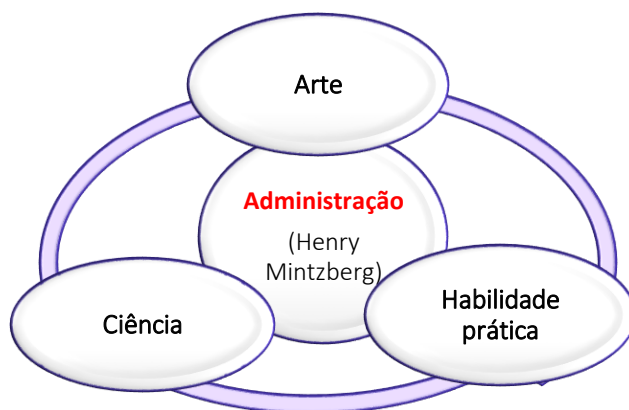 Arte
Administração
(Henry
Mintzberg)
Ciência
Habilidade
prática